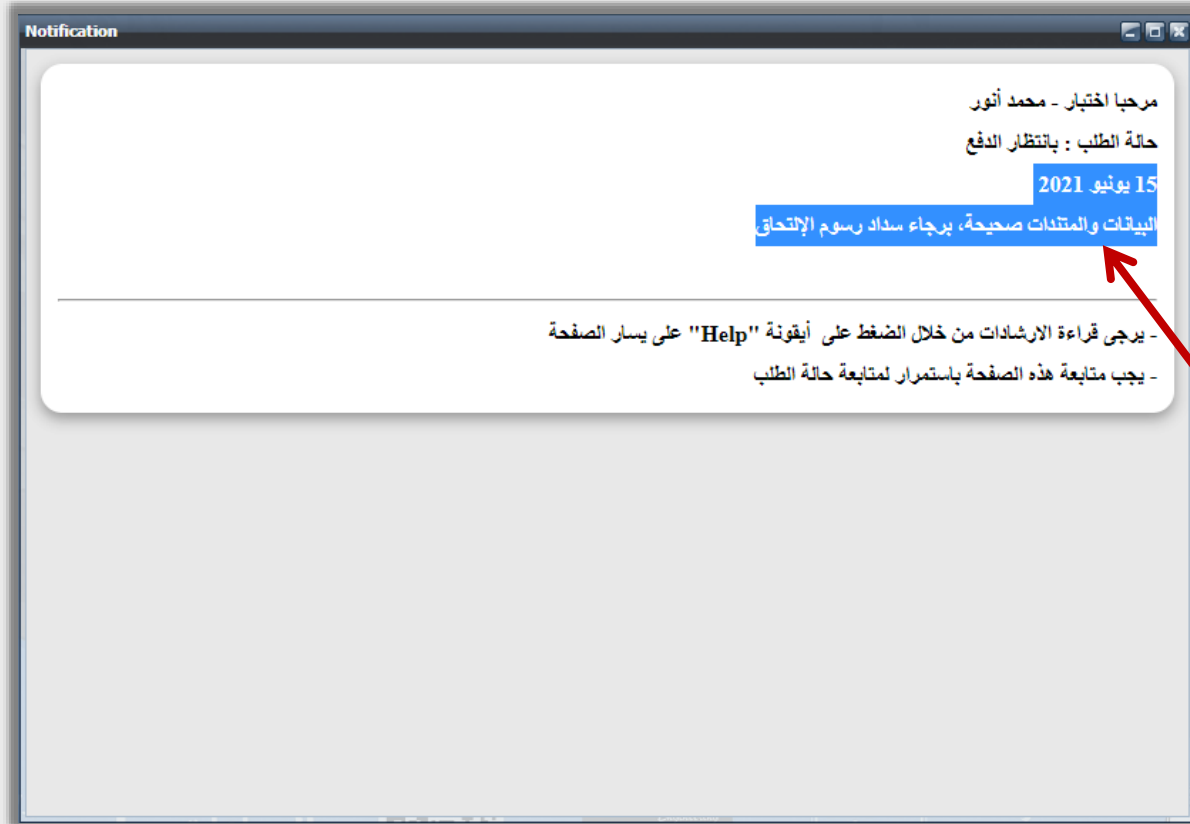 Notification
مرحبا اختبار - محمد أنور
حالة الطلب : بانتظار الدفع
15 يونيو 2021
البيانات والمتندات صحيحة، برجاء سداد رسوم الإلتحاق
- يرجى قراءة الارشادات من خلال الضغط على أيقونة "Help" على يسار الصفحة
- يجب متابعة هذه الصفحة باستمرار لمتابعة حالة الطلب